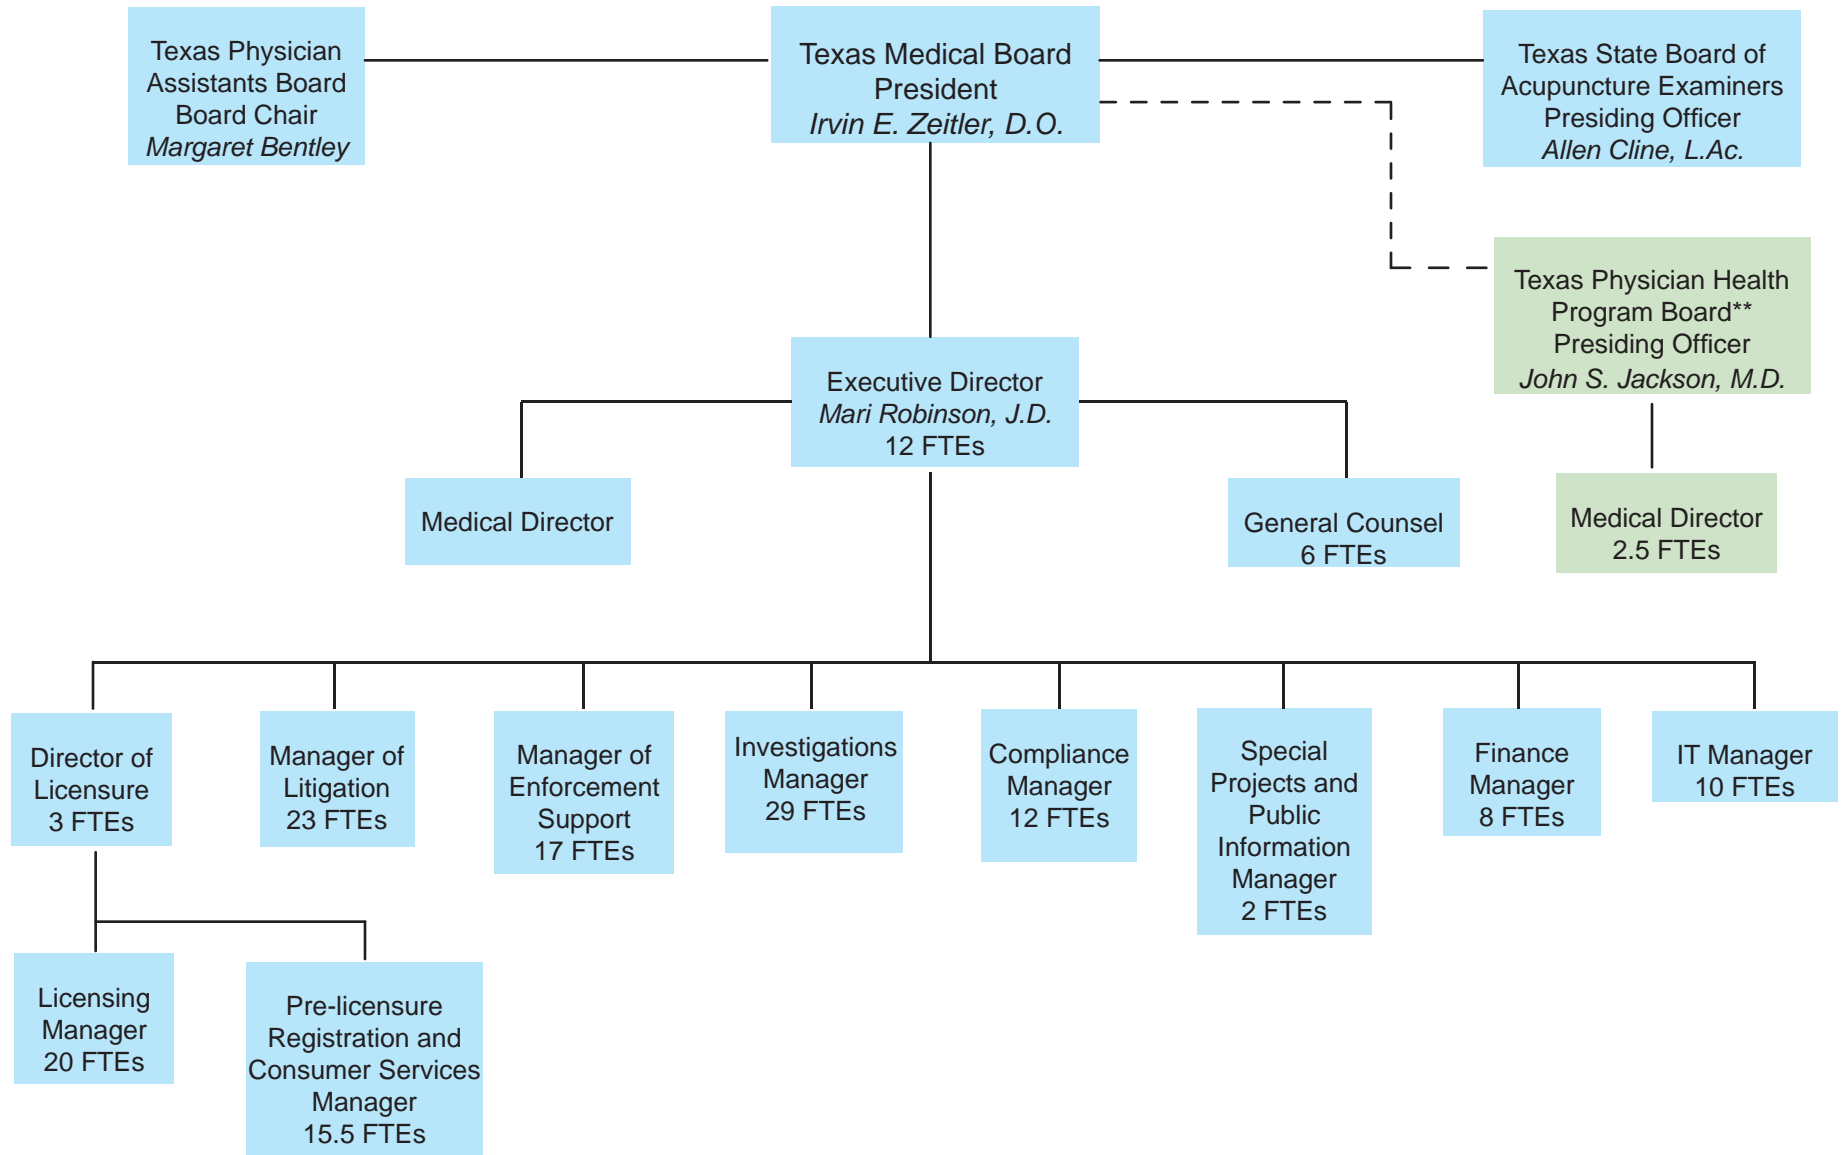 Texas Physician
Assistants Board
Board Chair
Margaret Bentley
Texas Medical Board
President
Irvin E. Zeitler, D.O.
Texas State Board of
Acupuncture Examiners
Presiding Officer
Allen Cline, L.Ac.
Texas Physician Health
Program Board**
Presiding Officer
John S. Jackson, M.D.
Executive Director
Mari Robinson, J.D.
12 FTEs
Medical Director
General Counsel
6 FTEs
Medical Director
2.5 FTEs
Director of
Licensure
3 FTEs
Manager of
Litigation
23 FTEs
Manager of
Enforcement
Support
17 FTEs
Investigations
Manager
29 FTEs
Compliance
Manager
12 FTEs
Special
Projects and
Public
Information
Manager
2 FTEs
Finance
Manager
8 FTEs
IT Manager
10 FTEs
Licensing
Manager
20 FTEs
Pre-licensure
Registration and
Consumer Services
Manager
15.5 FTEs